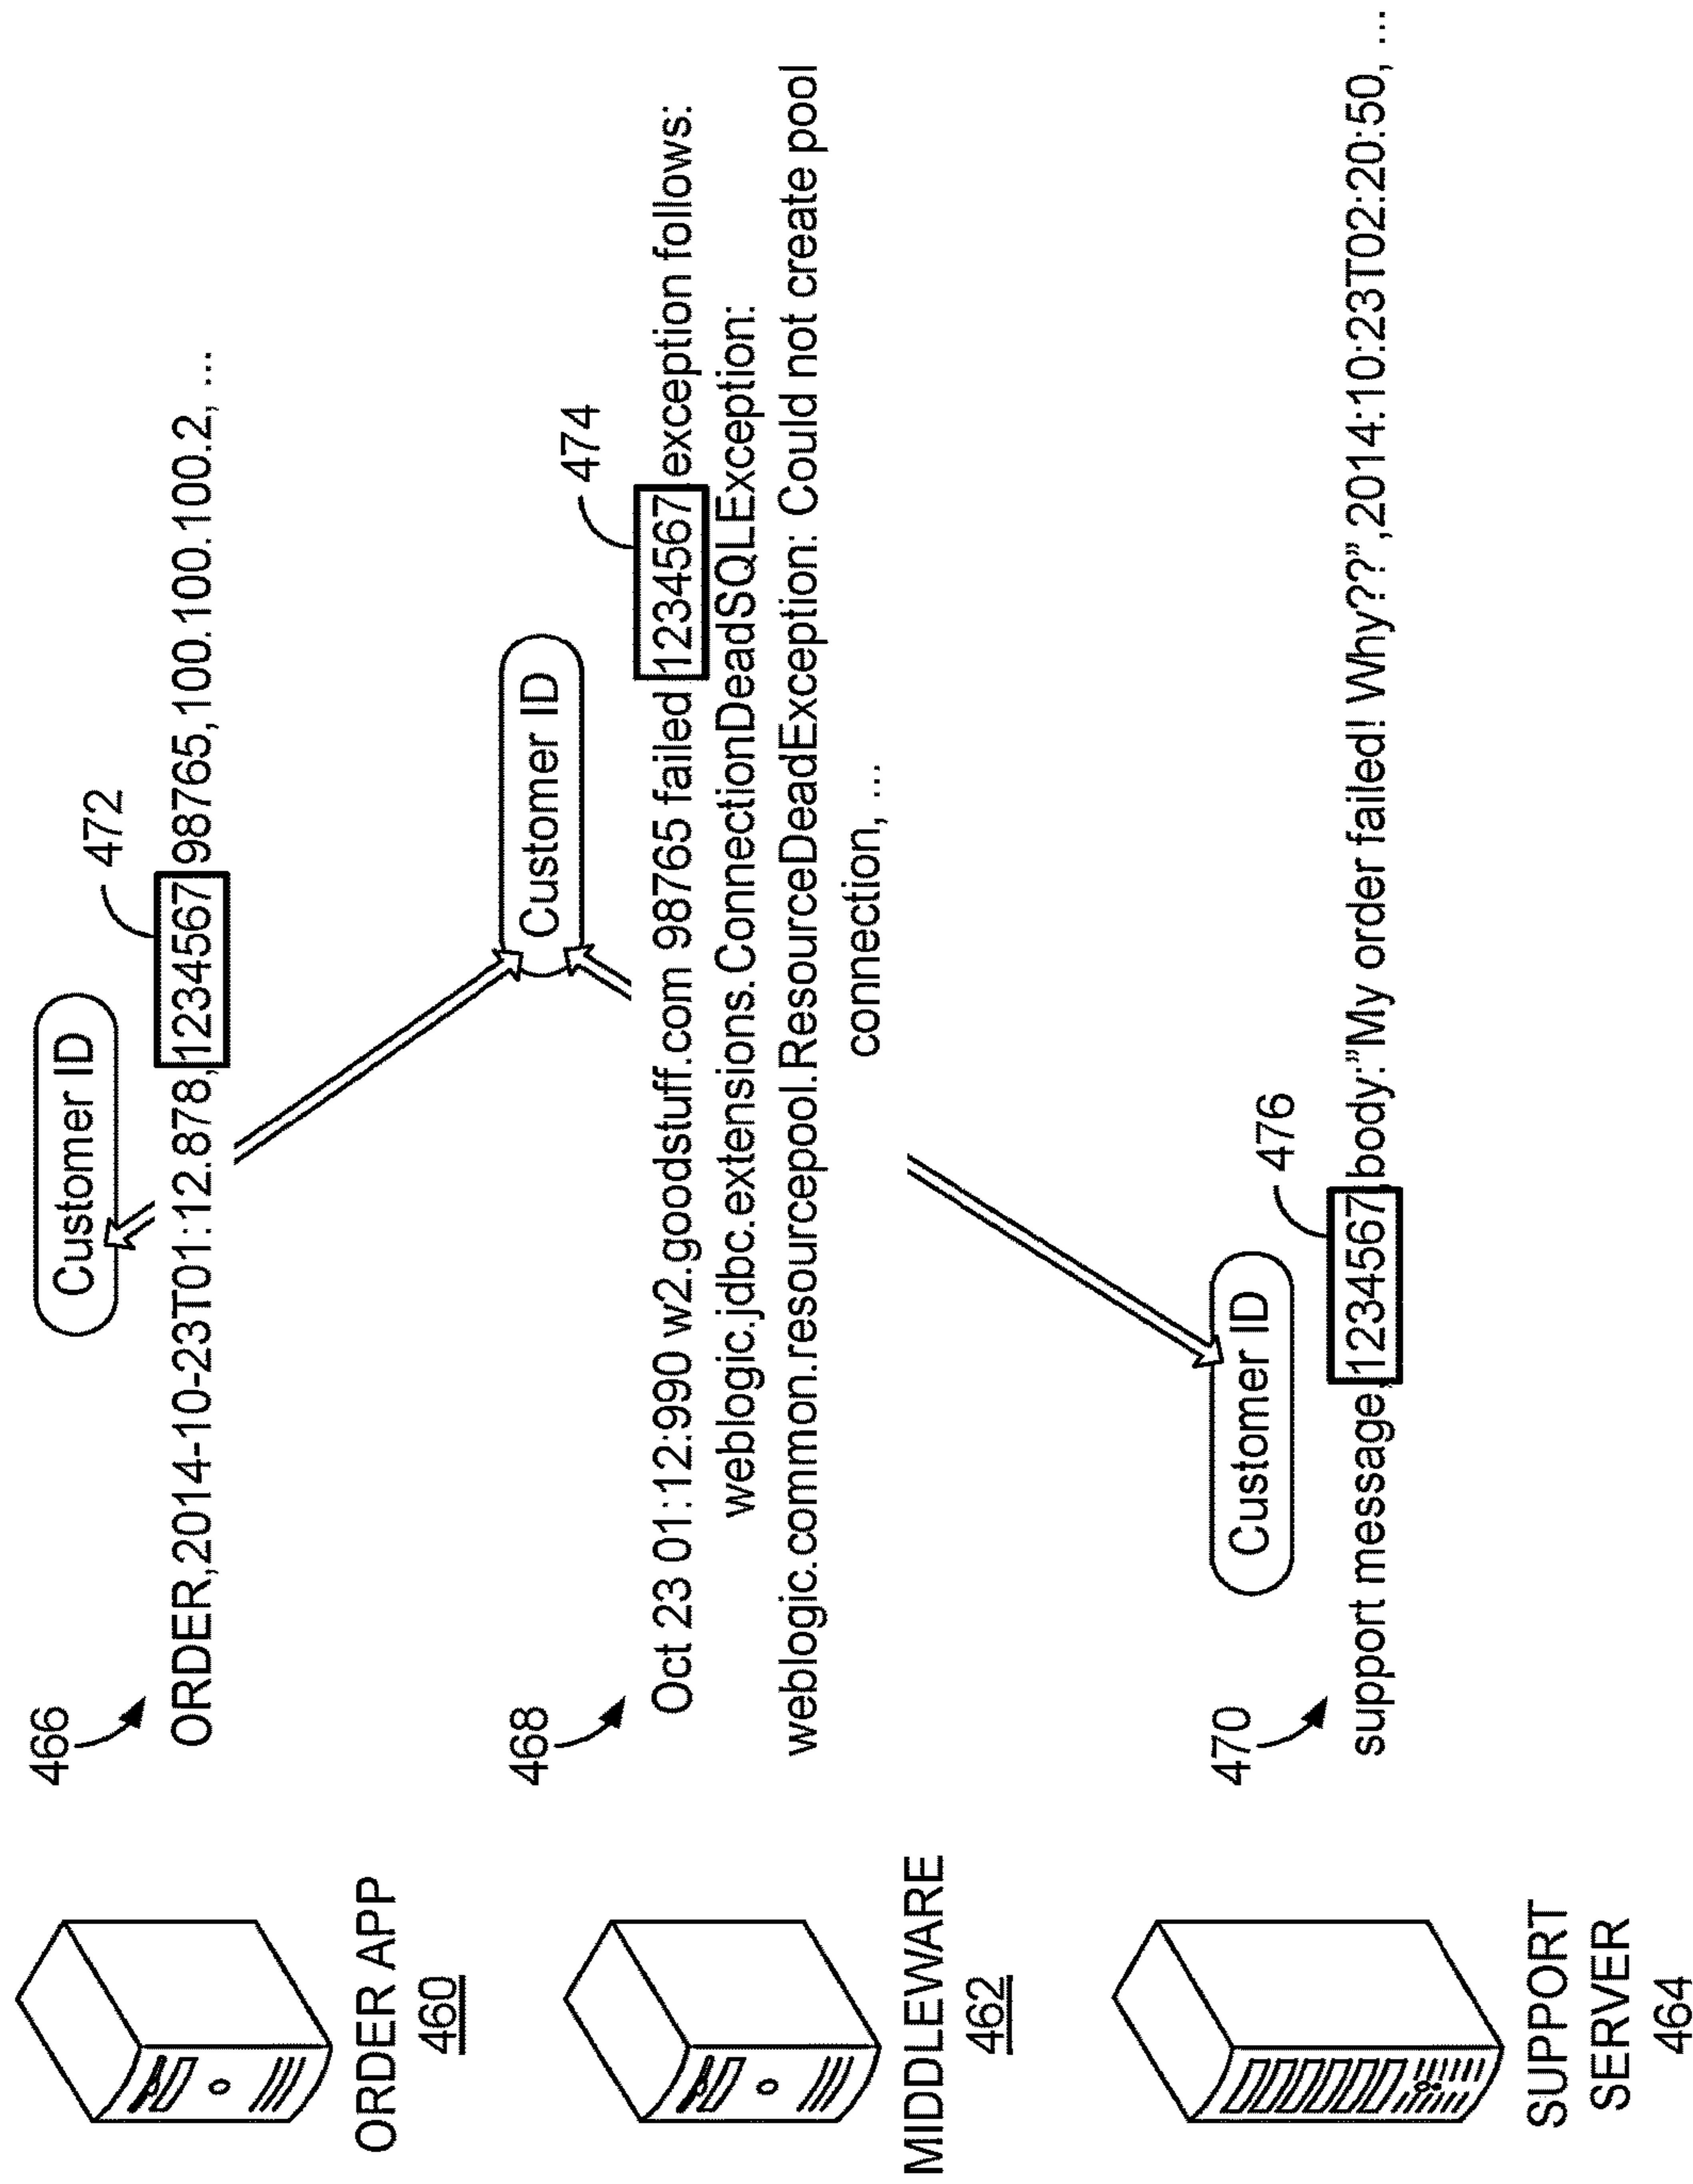 Customer ID
472
466
ORDER,2014-10-23T01:12.878,1234567 98765,100.100.100.2, ...
ORDER APP
460
Customer ID
474
468
Oct 23 01:12:990 w2.goodstuff.com 98765 failed 1234567 exception follows:
weblogic.jdbc.extensions.ConnectionDeadSQLException:
weblogic.common.resourcepool.ResourceDeadException: Could not create pool
connection, ...
MIDDLEWARE
462
Customer ID
476
470
support message,1234567 body:”My order failed! Why??”,2014:10:23T02:20:50, ...
SUPPORT
SERVER
464